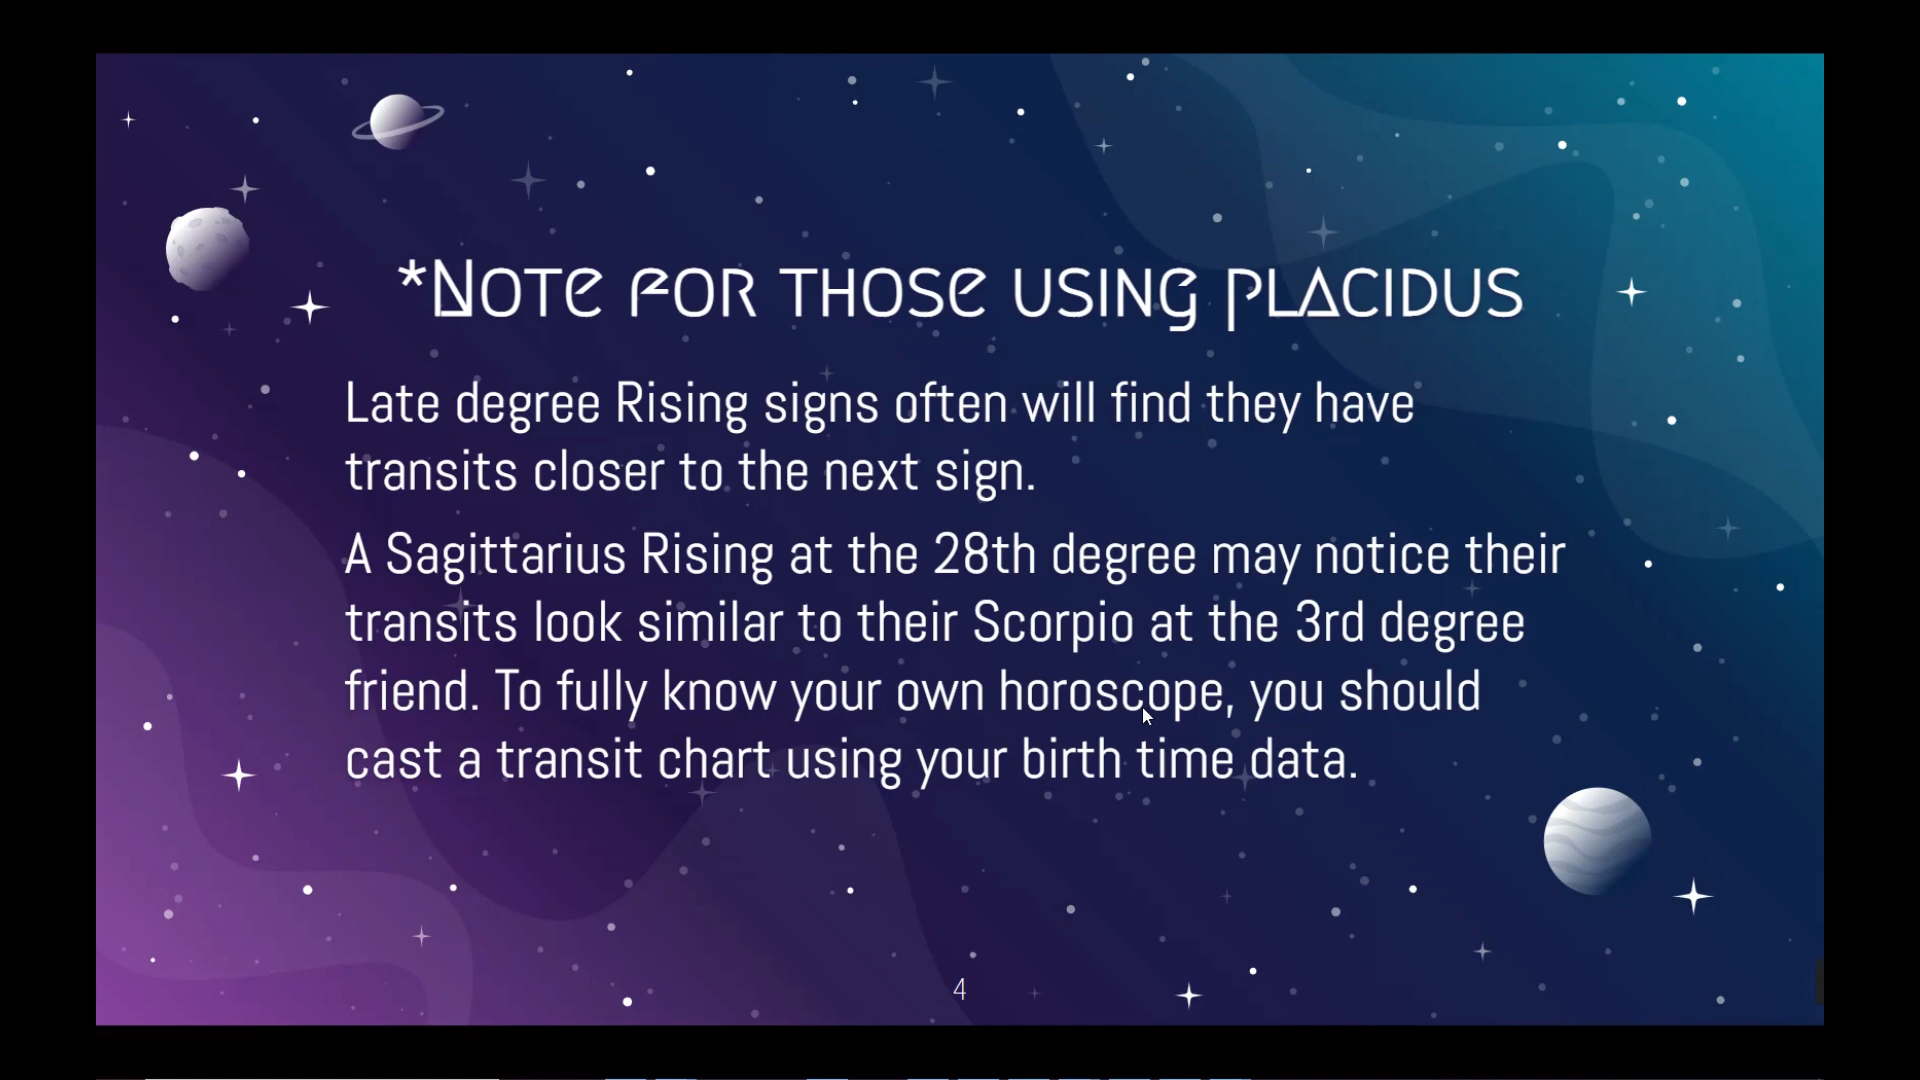 *Note for those using placidus
Late degree Rising signs often will find they have
transits closer to the next sign.
A Sagittarius Rising at the 28th degree may notice their
transits look similar to their Scorpio at the 3rd degree
friend. To fully know your own horoscope, you should
cast a transit chart using your birth time data.
4